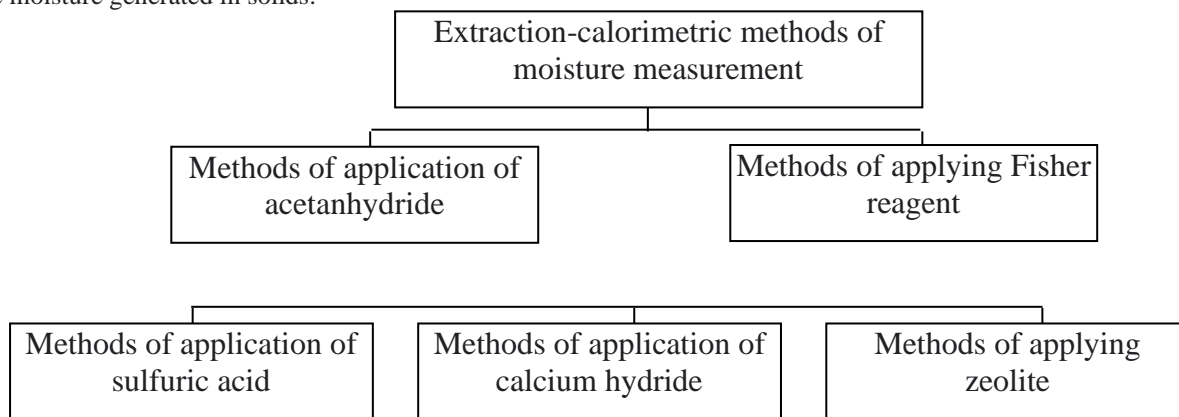 moisture generated in solids.
Extraction-calorimetric methods of
moisture measurement
Methods of application of
acetanhydride
Methods of applying Fisher
reagent
Methods of application of
sulfuric acid
Methods of application of
calcium hydride
Methods of applying
zeolite